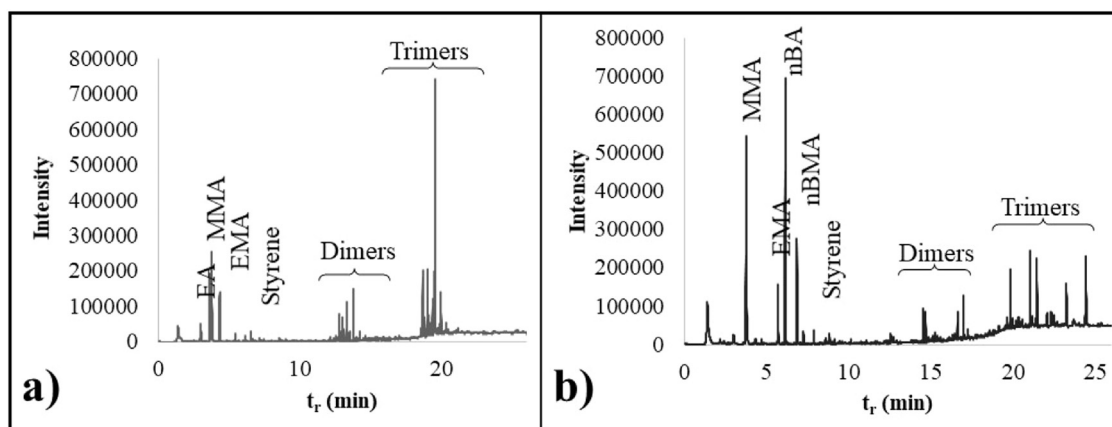 800000
700000
600000
500000
400000
300000
200000
100000
0
Intensity
0
10
20
t_r (min)
EA
MMA
EMA
Styrene
Dimers
Trimers
a)
800000
700000
600000
500000
400000
300000
200000
100000
0
Intensity
0
5
10
15
20
25
t_r (min)
MMA
EMA
nBA
nBMA
Styrene
Dimers
Trimers
b)